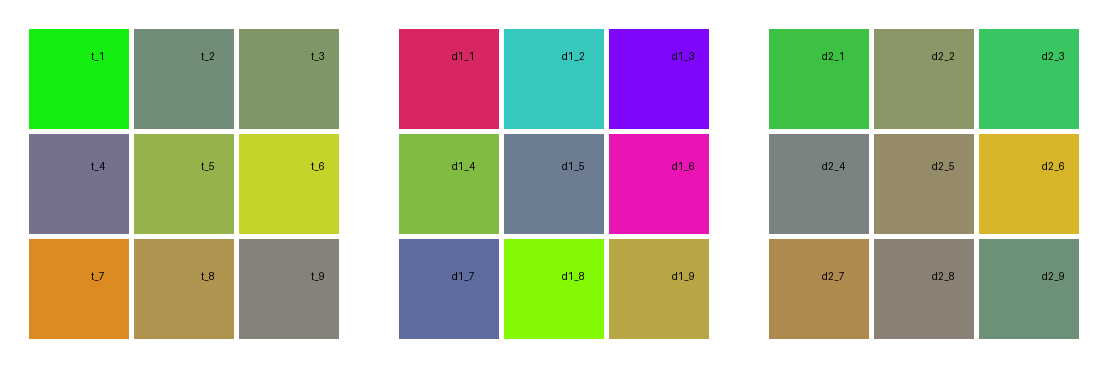 t_1 t_2 t_3 d1_1 d1_2 d1_3 d2_1 d2_2 d2_3
t_4 t_5 t_6 d1_4 d1_5 d1_6 d2_4 d2_5 d2_6
t_7 t_8 t_9 d1_7 d1_8 d1_9 d2_7 d2_8 d2_9